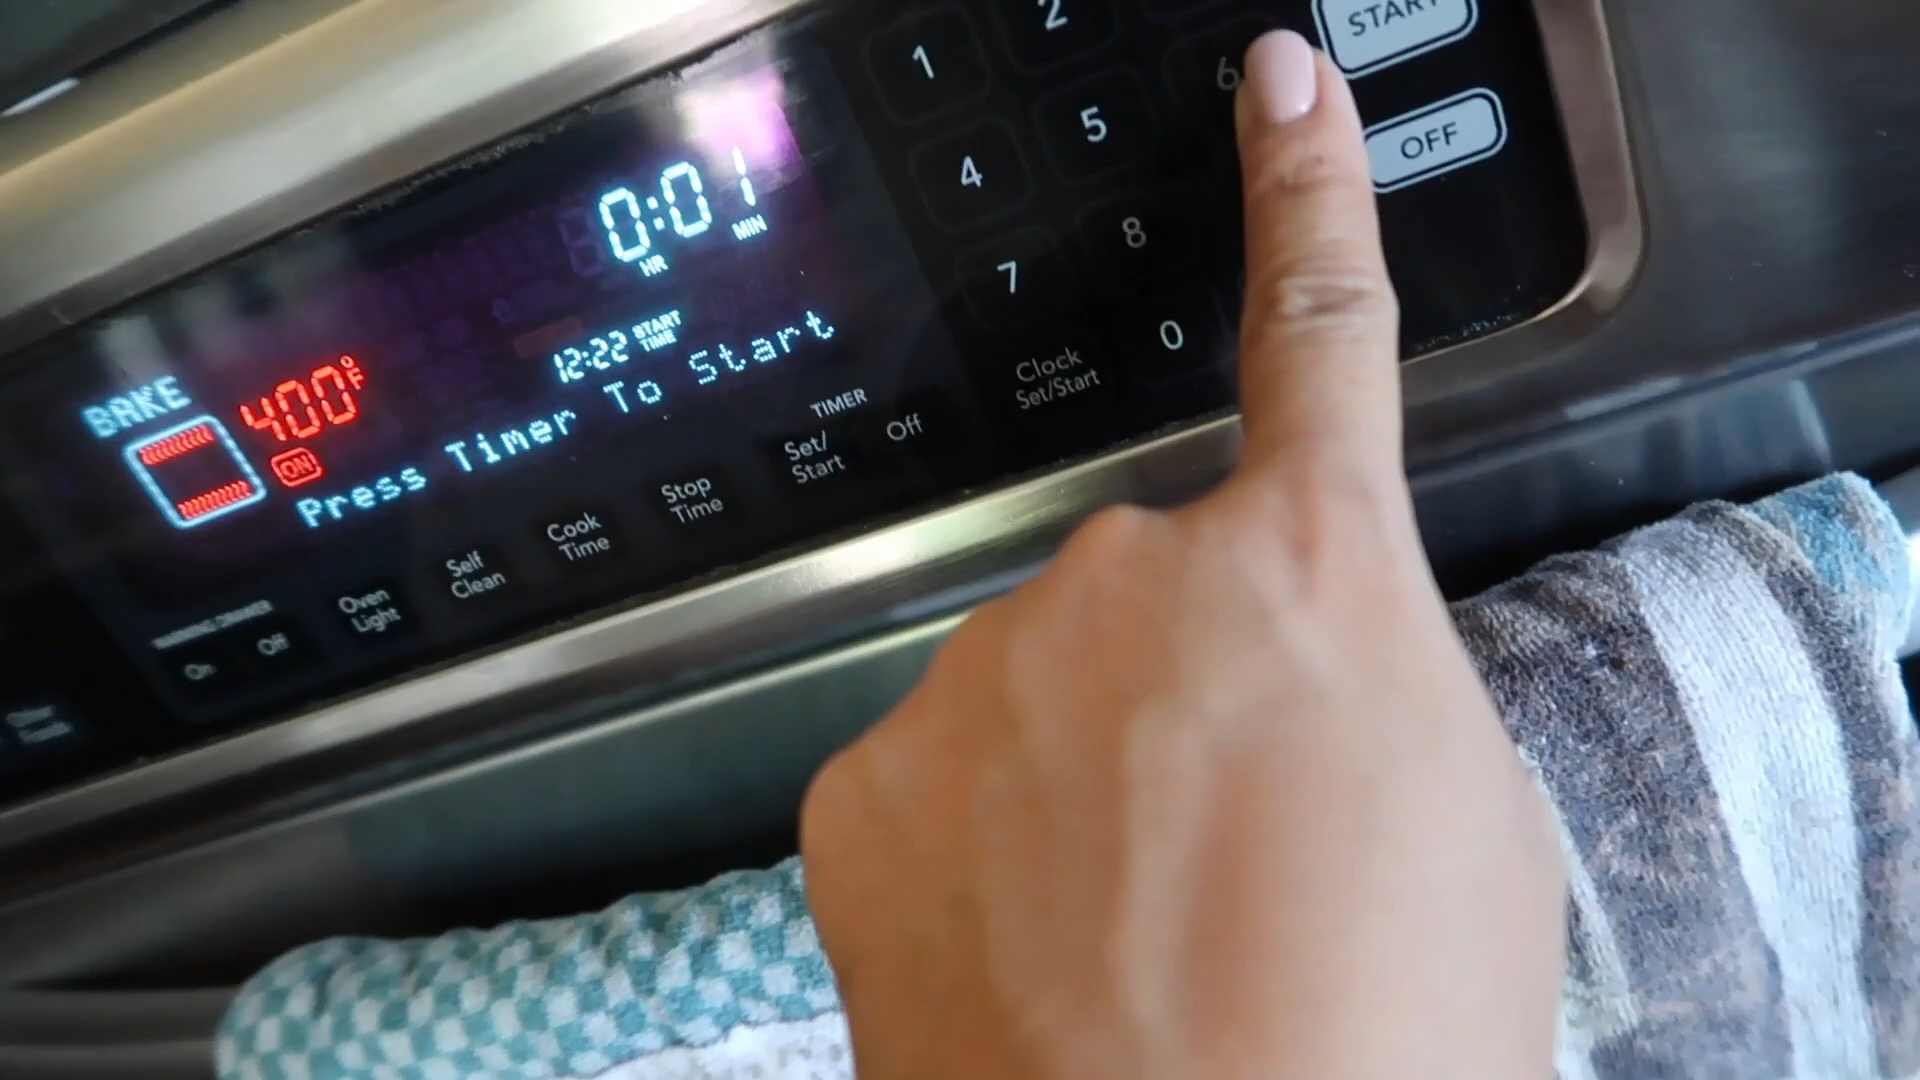 BAKE
400°F
ON
0:01
HR
MIN
12:22 START TIME
Press Timer To Start
WARMING DRAWER
On
Off
Oven Light
Self Clean
Cook Time
Stop Time
TIMER
Set/Start
Off
1
2
4
5
6
7
8
0
Clock Set/Start
START
OFF